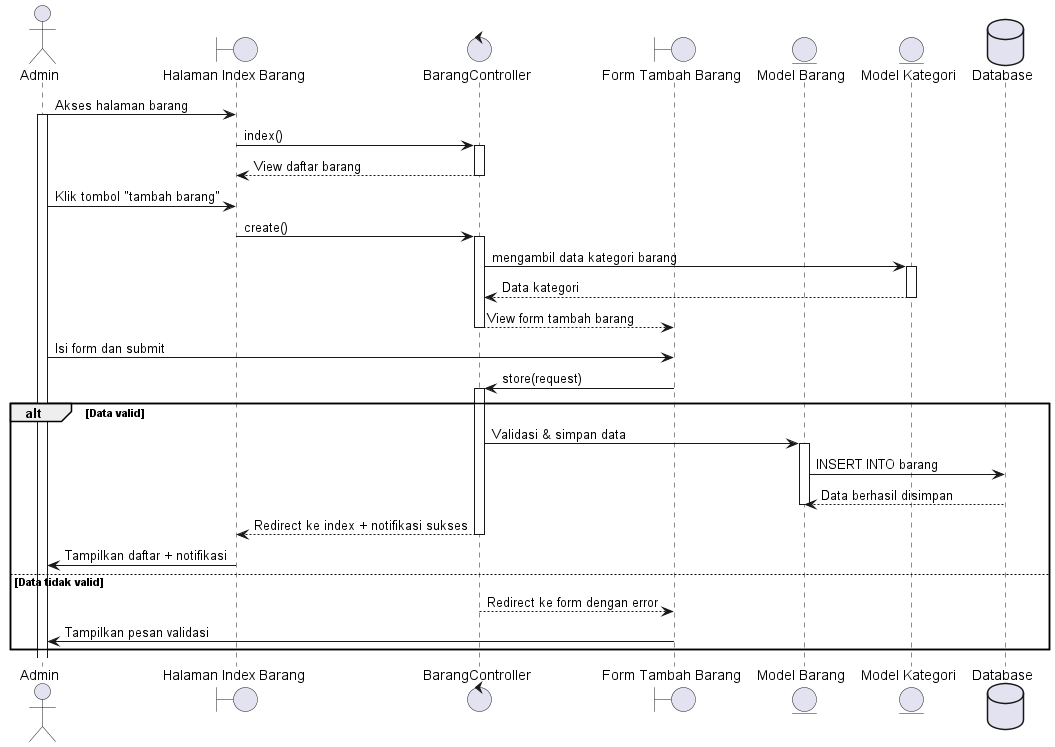 Admin
Halaman Index Barang
BarangController
Form Tambah Barang
Model Barang
Model Kategori
Database
Akses halaman barang
index()
View daftar barang
Klik tombol "tambah barang"
create()
mengambil data kategori barang
Data kategori
View form tambah barang
Isi form dan submit
store(request)
alt
[Data valid]
Validasi & simpan data
INSERT INTO barang
Data berhasil disimpan
Redirect ke index + notifikasi sukses
Tampilkan daftar + notifikasi
[Data tidak valid]
Redirect ke form dengan error
Tampilkan pesan validasi
Admin
Halaman Index Barang
BarangController
Form Tambah Barang
Model Barang
Model Kategori
Database